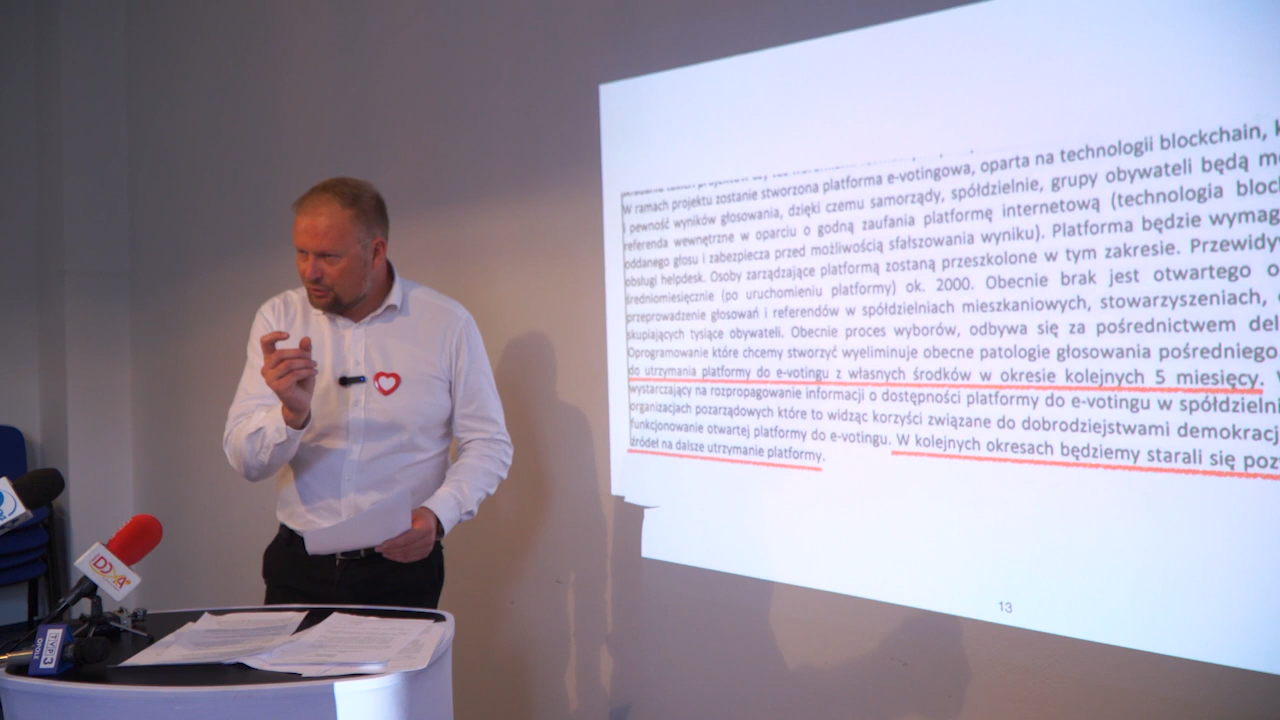 W ramach projektu zostanie stworzona platforma e-votingowa, oparta na technologii blockchain,
i pewność wyników głosowania, dzięki czemu samorządy, spółdzielnie, grupy obywateli będą
referenda wewnętrzne w oparciu o godną zaufania platformę internetową (technologia
oddanego głosu i zabezpiecza przed możliwością sfałszowania wyniku). Platforma będzie
obsługi helpdesk. Osoby zarządzające platformą zostaną przeszkolone w tym zakresie.
średniomiesięcznie (po uruchomieniu platformy) ok. 2000. Obecnie brak jest otwartego
przeprowadzenie głosowań i referendów w spółdzielniach mieszkaniowych, stowarzyszeniach,
skupiających tysiące obywateli. Obecnie proces wyborów, odbywa się za pośrednictwem
Oprogramowanie które chcemy stworzyć wyeliminuje obecne patologie głosowania pośredniego
do utrzymania platformy do e-votingu z własnych środków w okresie kolejnych 5 miesięcy.
wystarczający na rozpropagowanie informacji o dostępności platformy do e-votingu w
organizacjach pozarządowych które to widząc korzyści związane do dobrodziejstwami
funkcjonowanie otwartej platformy do e-votingu. W kolejnych okresach będziemy starali się
źródeł na dalsze utrzymanie platformy.
13
DOXA
TVP3
OPOLE